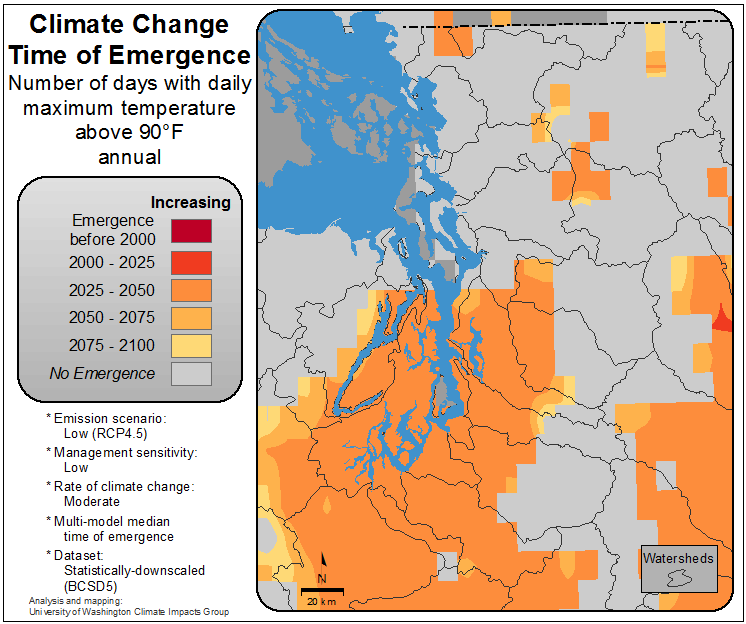 Climate Change
Time of Emergence
Number of days with daily
maximum temperature
above 90°F
annual
Increasing
Emergence
before 2000
2000 - 2025
2025 - 2050
2050 - 2075
2075 - 2100
No Emergence
* Emission scenario:
Low (RCP4.5)
* Management sensitivity:
Low
* Rate of climate change:
Moderate
* Multi-model median
time of emergence
* Dataset:
Statistically-downscaled
(BCSD5)
Analysis and mapping:
University of Washington Climate Impacts Group
N
20 km
Watersheds